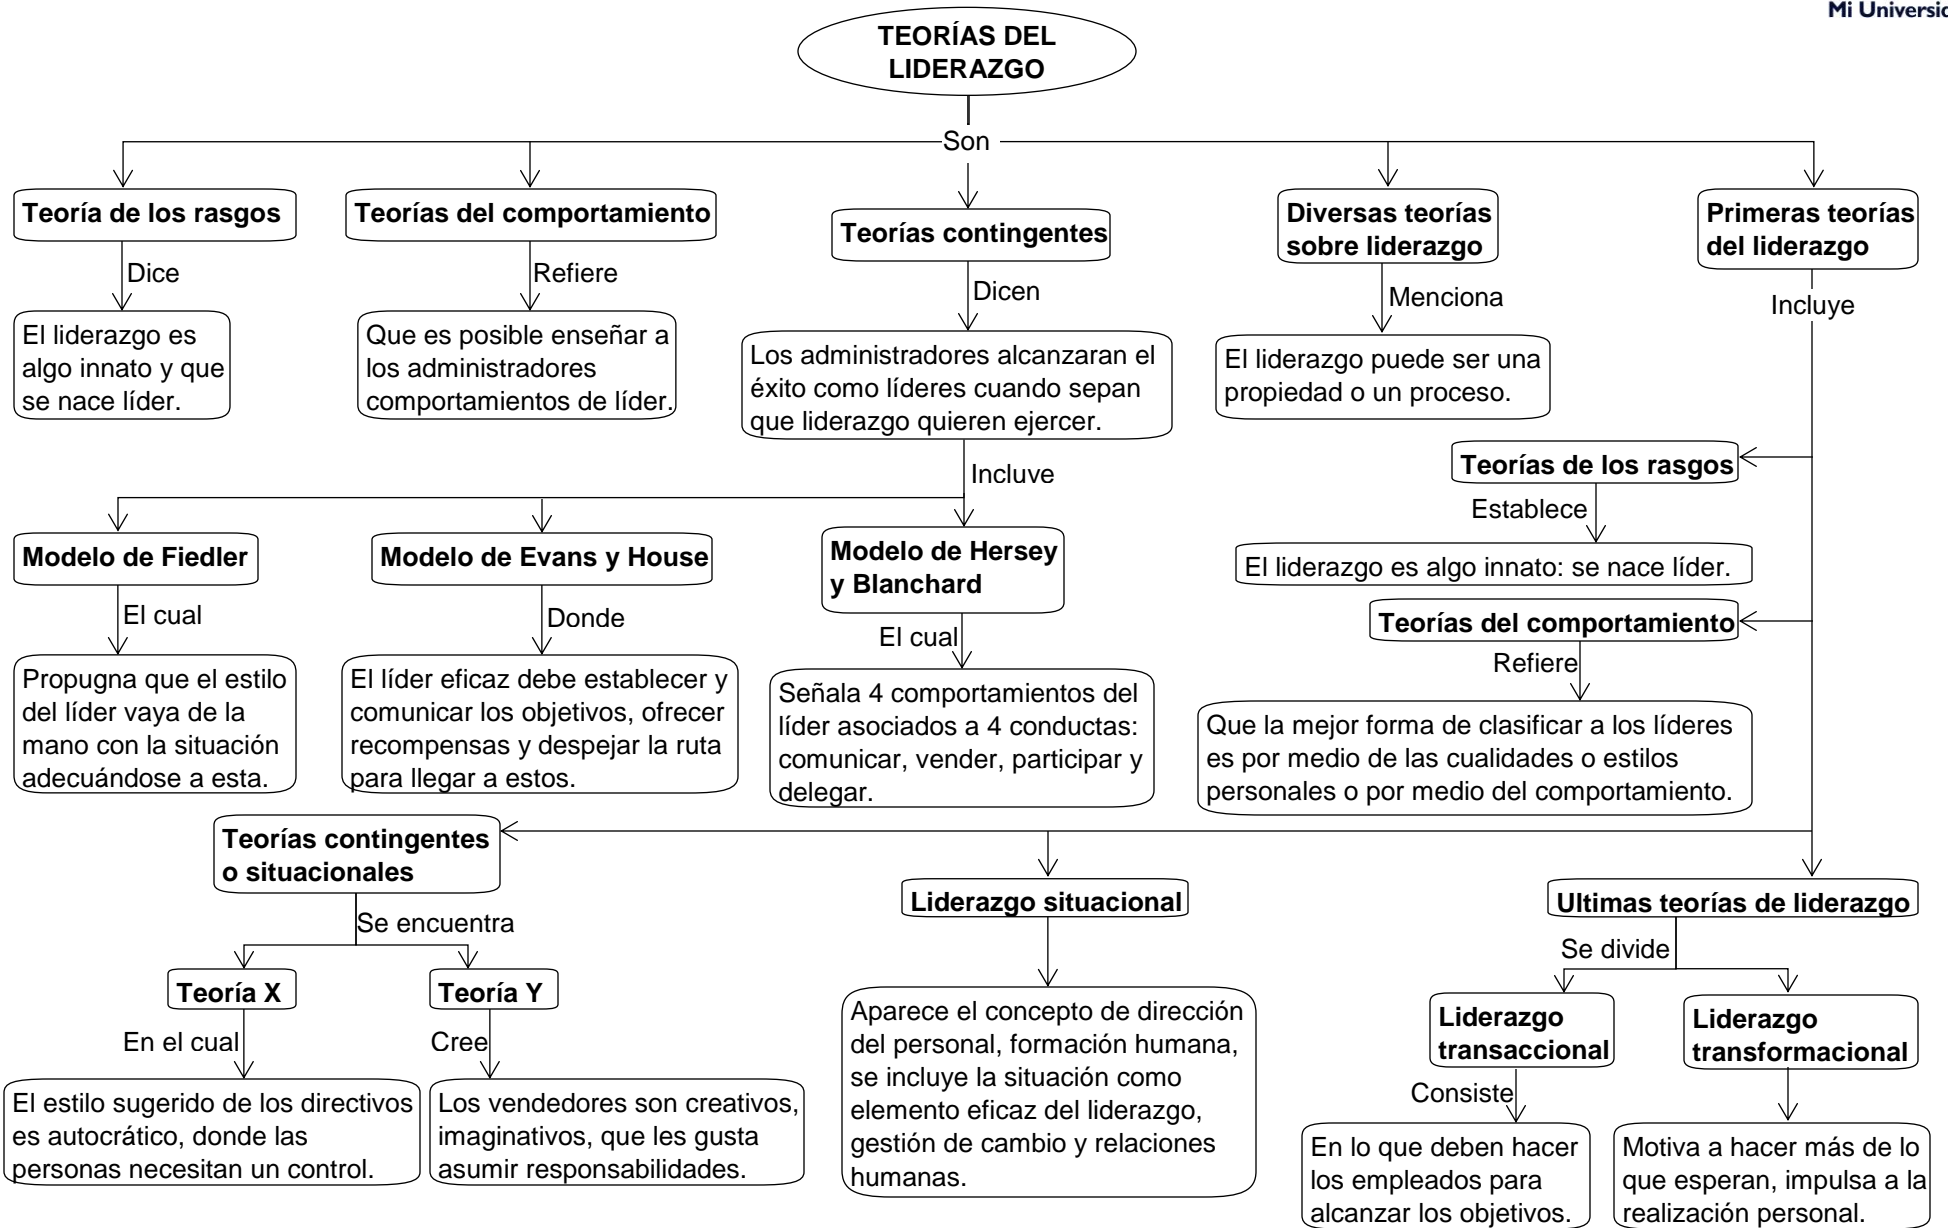 Mi Universid
TEORÍAS DEL
LIDERAZGO
Son
Teoría de los rasgos
Teorías del comportamiento
Teorías contingentes
Diversas teorías
sobre liderazgo
Primeras teorías
del liderazgo
Dice
Refiere
Dicen
Menciona
Incluye
El liderazgo es
algo innato y que
se nace líder.
Que es posible enseñar a
los administradores
comportamientos de líder.
Los administradores alcanzaran el
éxito como líderes cuando sepan
que liderazgo quieren ejercer.
El liderazgo puede ser una
propiedad o un proceso.
Incluve
Modelo de Fiedler
Modelo de Evans y House
Modelo de Hersey
y Blanchard
El cual
Donde
El cual
Propugna que el estilo
del líder vaya de la
mano con la situación
adecuándose a esta.
El líder eficaz debe establecer y
comunicar los objetivos, ofrecer
recompensas y despejar la ruta
para llegar a estos.
Señala 4 comportamientos del
líder asociados a 4 conductas:
comunicar, vender, participar y
delegar.
Teorías de los rasgos
Establece
El liderazgo es algo innato: se nace líder.
Teorías del comportamiento
Refiere
Que la mejor forma de clasificar a los líderes
es por medio de las cualidades o estilos
personales o por medio del comportamiento.
Teorías contingentes
o situacionales
Se encuentra
Teoría X
Teoría Y
En el cual
Cree
El estilo sugerido de los directivos
es autocrático, donde las
personas necesitan un control.
Los vendedores son creativos,
imaginativos, que les gusta
asumir responsabilidades.
Liderazgo situacional
Aparece el concepto de dirección
del personal, formación humana,
se incluye la situación como
elemento eficaz del liderazgo,
gestión de cambio y relaciones
humanas.
Ultimas teorías de liderazgo
Se divide
Liderazgo
transaccional
Liderazgo
transformacional
Consiste
En lo que deben hacer
los empleados para
alcanzar los objetivos.
Motiva a hacer más de lo
que esperan, impulsa a la
realización personal.